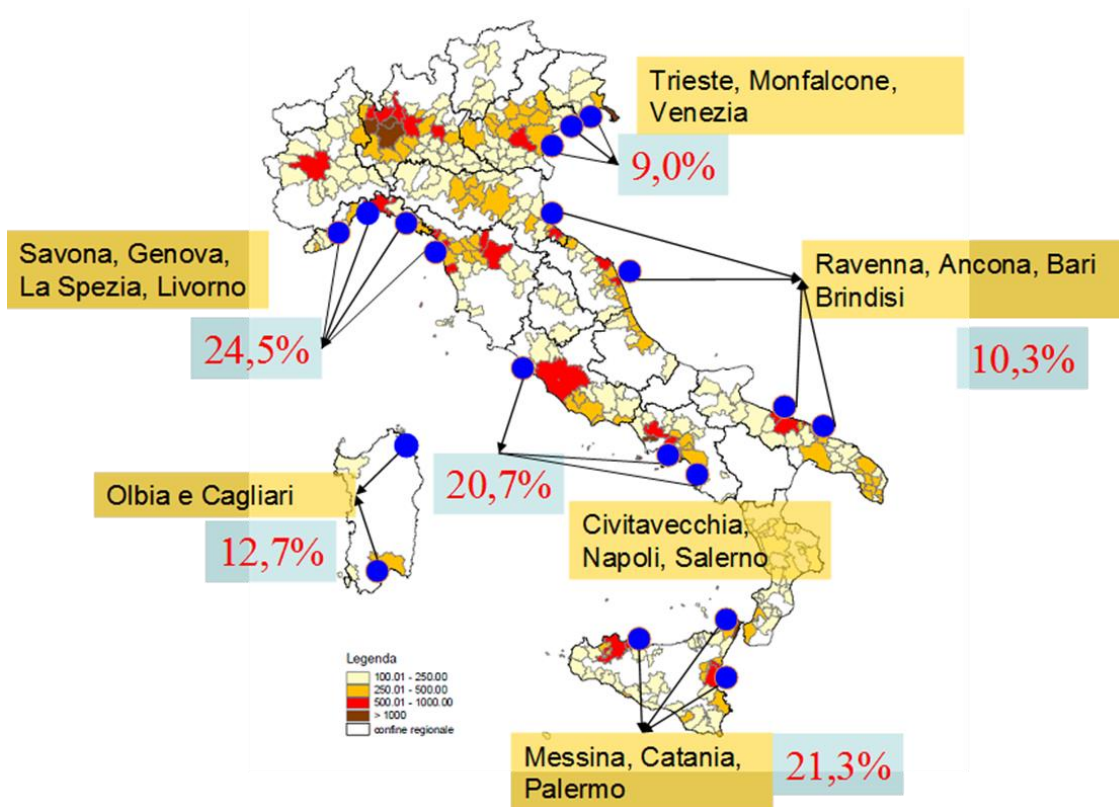 Trieste, Monfalcone,
Venezia
9,0%
Savona, Genova,
La Spezia, Livorno
24,5%
Ravenna, Ancona, Bari
Brindisi
10,3%
Olbia e Cagliari
12,7%
20,7%
Civitavecchia,
Napoli, Salerno
Legenda
100.01 - 250.00
250.01 - 500.00
500.01 - 1000.00
> 1000
confine regionale
Messina, Catania,
Palermo
21,3%